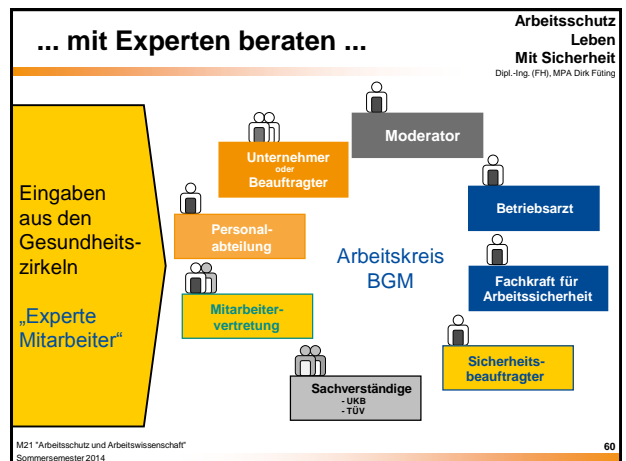 ... mit Experten beraten ...
Arbeitsschutz
Leben
Mit Sicherheit
Dipl.-Ing. (FH), MPA Dirk Füting
Eingaben
aus den
Gesundheits-
zirkeln
„Experte
Mitarbeiter“
Moderator
Unternehmer
oder
Beauftragter
Betriebsarzt
Personal-
abteilung
Arbeitskreis
BGM
Fachkraft für
Arbeitssicherheit
Mitarbeiter-
vertretung
Sicherheits-
beauftragter
Sachverständige
- UKB
- TÜV
M21 "Arbeitsschutz und Arbeitswissenschaft"
Sommersemester 2014
60